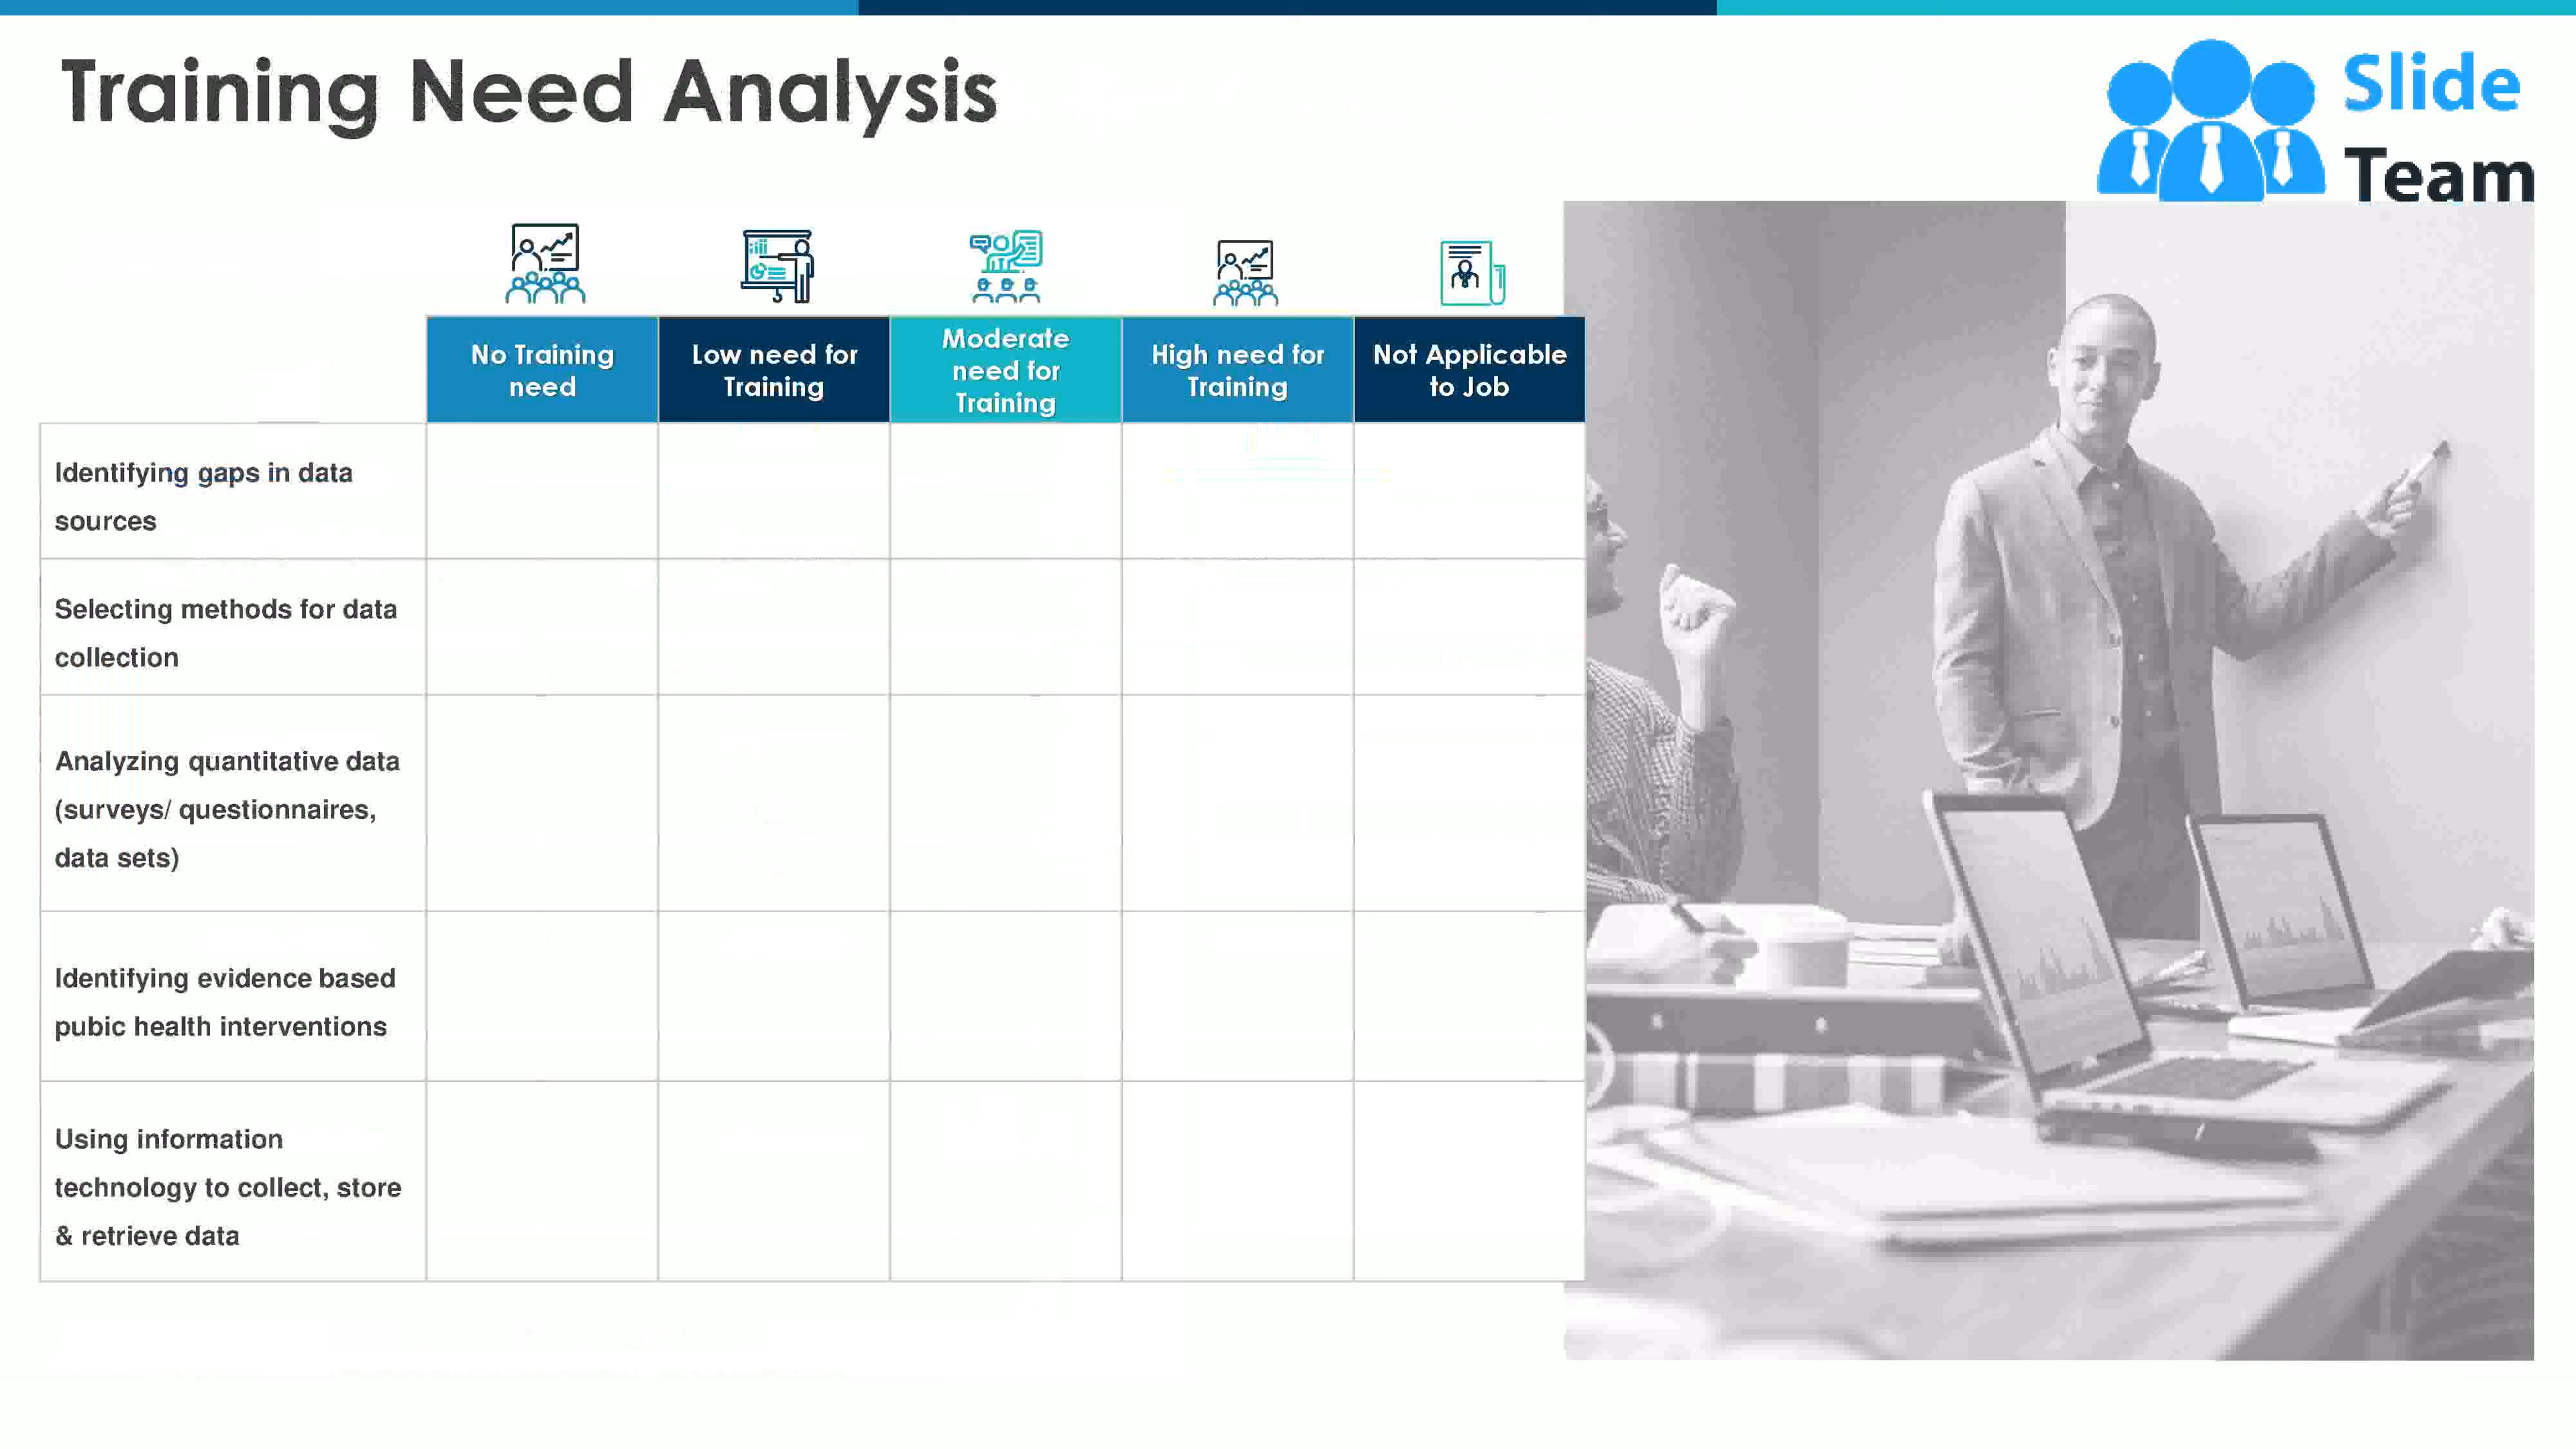 Training Need Analysis
Slide
Team
No Training
need
Low need for
Training
Moderate
need for
Training
High need for
Training
Not Applicable
to Job
Identifying gaps in data
sources
Selecting methods for data
collection
Analyzing quantitative data
(surveys/ questionnaires,
data sets)
Identifying evidence based
pubic health interventions
Using information
technology to collect, store
& retrieve data